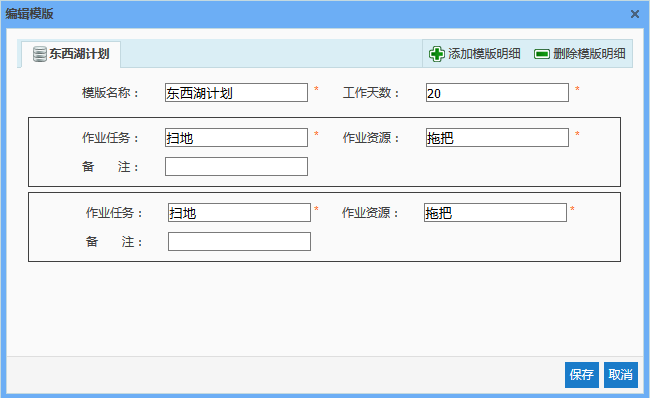 编辑模版
东西湖计划 添加模版明细 删除模版明细
模版名称： 东西湖计划 * 工作天数： 20 *
作业任务： 扫地 * 作业资源： 拖把 *
备 注：
作业任务： 扫地 * 作业资源： 拖把 *
备 注：
保存 取消